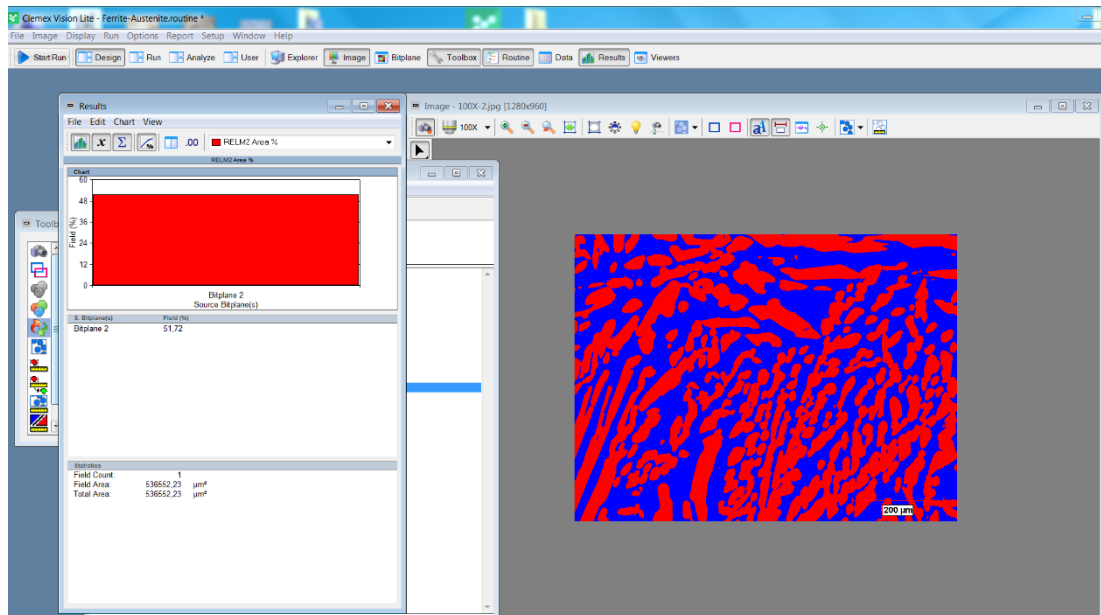 Clemex Vision Lite - Ferrite-Austenite.routine *
File Image Display Run Options Report Setup Window Help
Start Run Design Run Analyze User Explorer Image Bitplane Toolbox Routine Data Results Viewers
Results
File Edit Chart View
x Σ .00 RELM2 Area %
RELM2 Area %
Chart
60
48
36
24
12
0
Field (%)
Bitplane 2
Source Bitplane(s)
S. Bitplane(s) Field (%)
Bitplane 2 51,72
Statistics
Field Count: 1
Field Area: 536552,23 µm²
Total Area: 536552,23 µm²
Toolb
Image - 100X-2.jpg [1280x960]
100X
a
200 µm